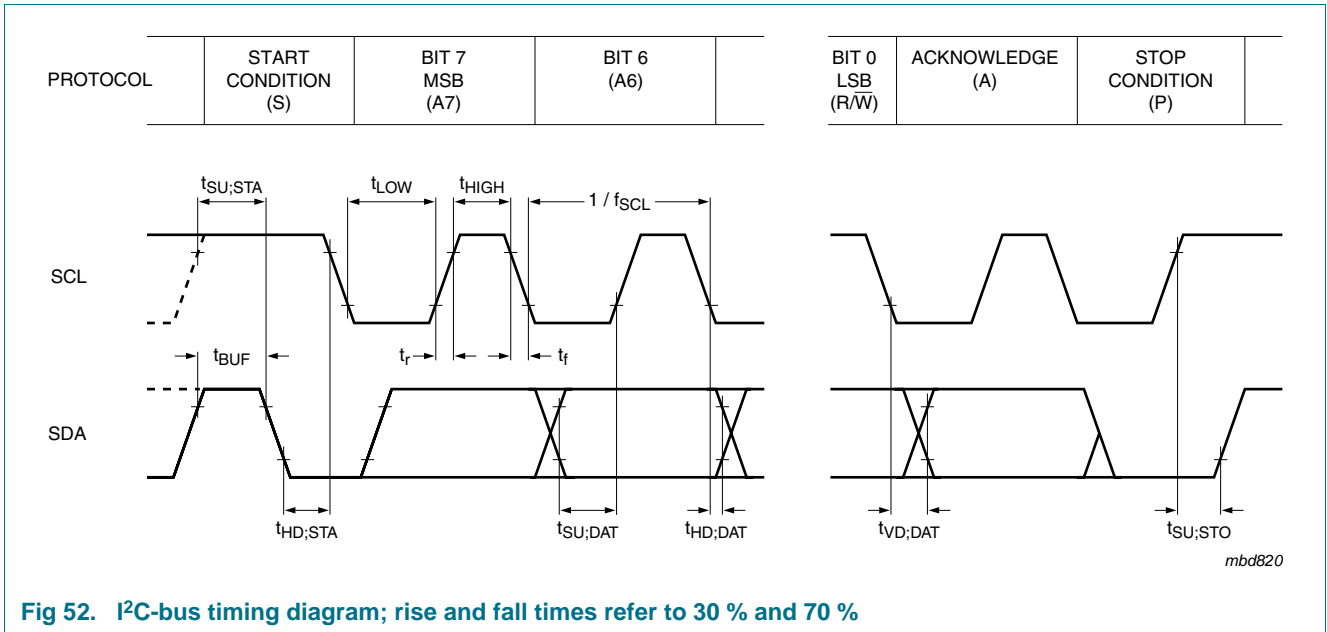 PROTOCOL
START
CONDITION
(S)
BIT 7
MSB
(A7)
BIT 6
(A6)
BIT 0
LSB
(R/W̅)
ACKNOWLEDGE
(A)
STOP
CONDITION
(P)
tSU;STA
tLOW
tHIGH
1 / fSCL
SCL
tBUF
tr
tf
SDA
tHD;STA
tSU;DAT
tHD;DAT
tVD;DAT
tSU;STO
mbd820
Fig 52. I²C-bus timing diagram; rise and fall times refer to 30 % and 70 %